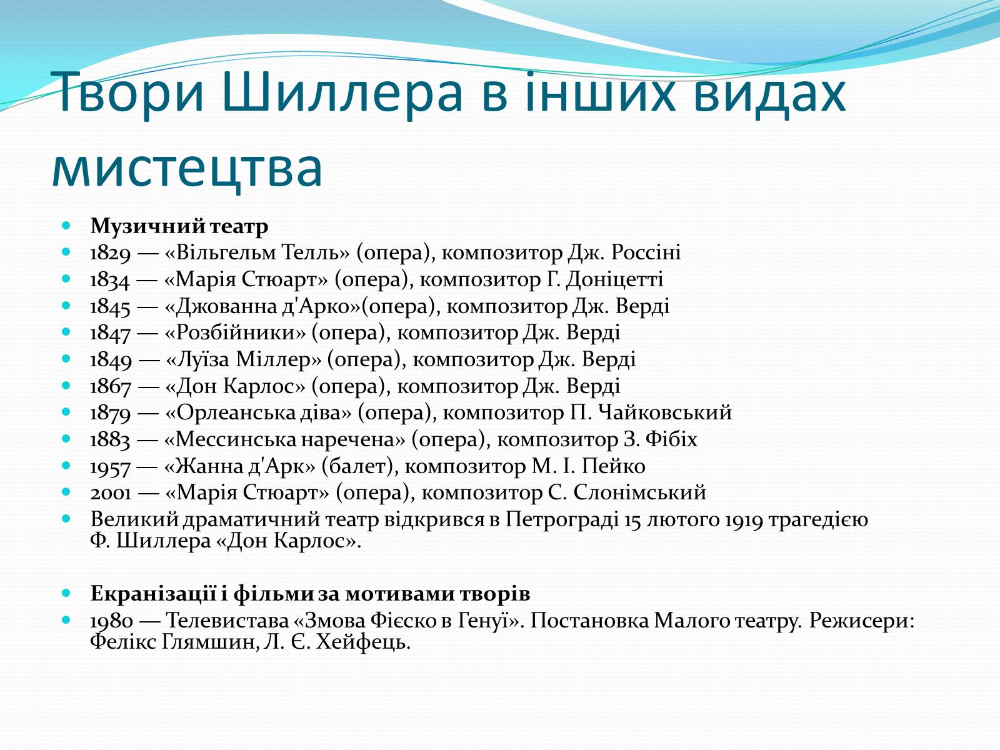 Твори Шиллера в інших видах
мистецтва
Музичний театр
1829 — «Вільгельм Телль» (опера), композитор Дж. Россіні
1834 — «Марія Стюарт» (опера), композитор Г. Доніцетті
1845 — «Джованна д'Арко»(опера), композитор Дж. Верді
1847 — «Розбійники» (опера), композитор Дж. Верді
1849 — «Луїза Міллер» (опера), композитор Дж. Верді
1867 — «Дон Карлос» (опера), композитор Дж. Верді
1879 — «Орлеанська діва» (опера), композитор П. Чайковський
1883 — «Мессинська наречена» (опера), композитор З. Фібіх
1957 — «Жанна д'Арк» (балет), композитор М. І. Пейко
2001 — «Марія Стюарт» (опера), композитор С. Слонімський
Великий драматичний театр відкрився в Петрограді 15 лютого 1919 трагедією
Ф. Шиллера «Дон Карлос».
Екранізації і фільми за мотивами творів
1980 — Телевистава «Змова Фієско в Генуї». Постановка Малого театру. Режисери:
Фелікс Глямшин, Л. Є. Хейфець.